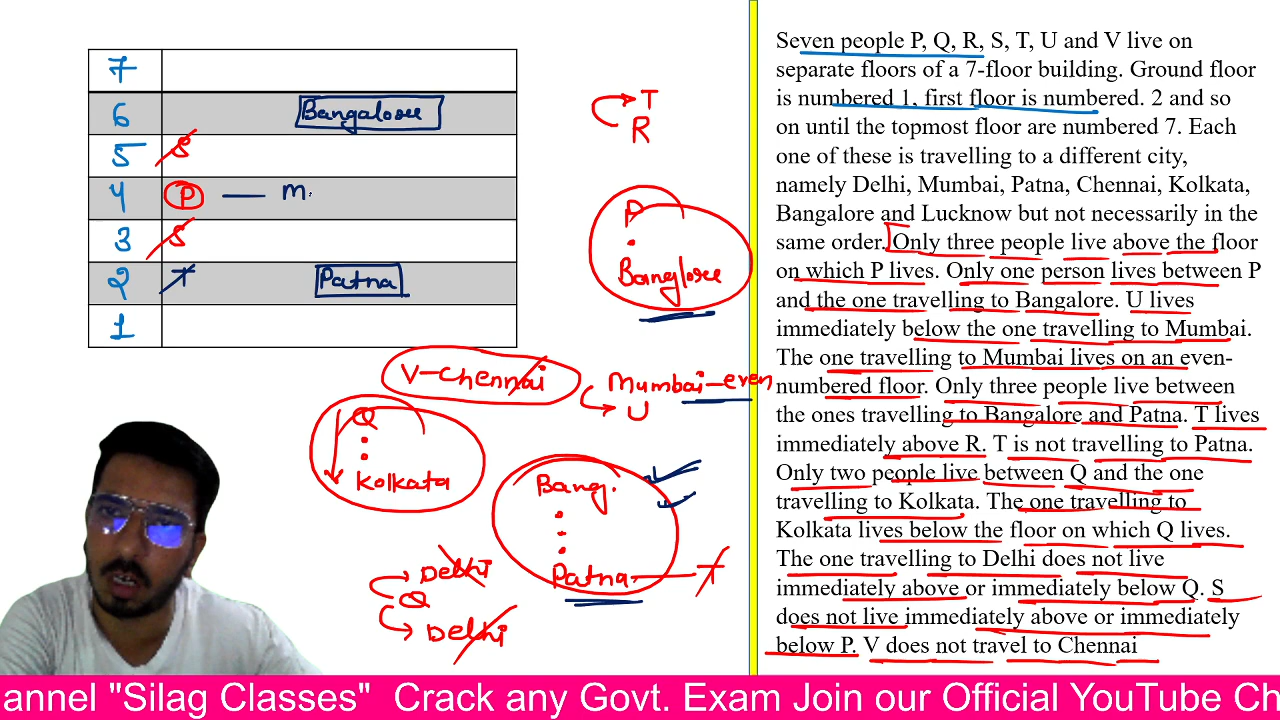 7
6 Bangalore
5 S
4 P — M
3 S
2 T Patna
1
T
R
P
Banglore
V-Chennai
Mumbai-even
U
Q
Kolkata
Bang.
Patna — T
Delhi
Q
Delhi
Seven people P, Q, R, S, T, U and V live on
separate floors of a 7-floor building. Ground floor
is numbered 1, first floor is numbered. 2 and so
on until the topmost floor are numbered 7. Each
one of these is travelling to a different city,
namely Delhi, Mumbai, Patna, Chennai, Kolkata,
Bangalore and Lucknow but not necessarily in the
same order. Only three people live above the floor
on which P lives. Only one person lives between P
and the one travelling to Bangalore. U lives
immediately below the one travelling to Mumbai.
The one travelling to Mumbai lives on an even-
numbered floor. Only three people live between
the ones travelling to Bangalore and Patna. T lives
immediately above R. T is not travelling to Patna.
Only two people live between Q and the one
travelling to Kolkata. The one travelling to
Kolkata lives below the floor on which Q lives.
The one travelling to Delhi does not live
immediately above or immediately below Q. S
does not live immediately above or immediately
below P. V does not travel to Chennai
annel "Silag Classes" Crack any Govt. Exam Join our Official YouTube Ch